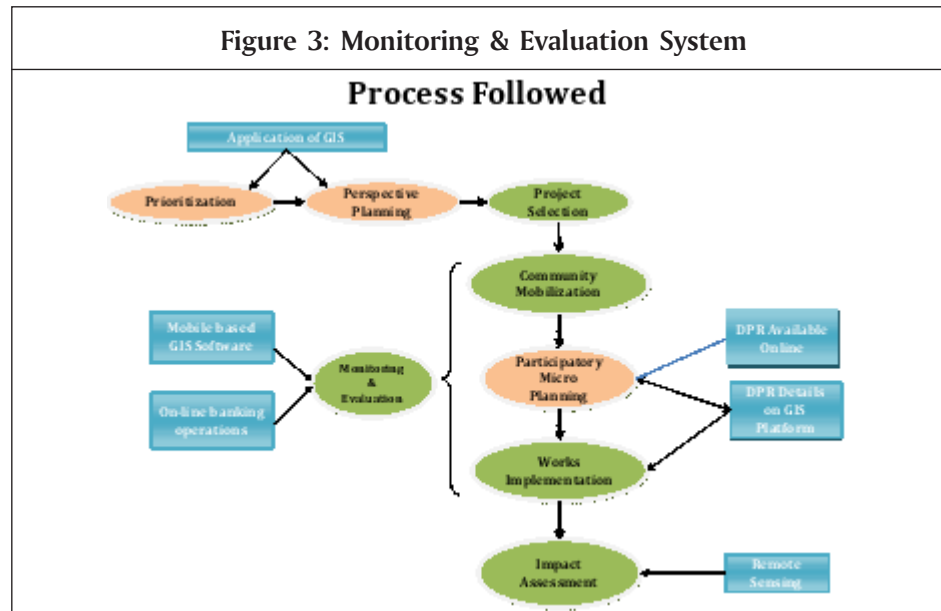 Figure 3: Monitoring & Evaluation System
Process Followed
Application of GIS
Prioritization
Perspective
Planning
Project
Selection
Community
Mobilization
Mobile based
GIS Software
Monitoring
&
Evaluation
On-line banking
operations
Participatory
Micro
Planning
DPR Available
Online
DPR Details
on GIS
Platform
Works
Implementation
Impact
Assessment
Remote
Sensing